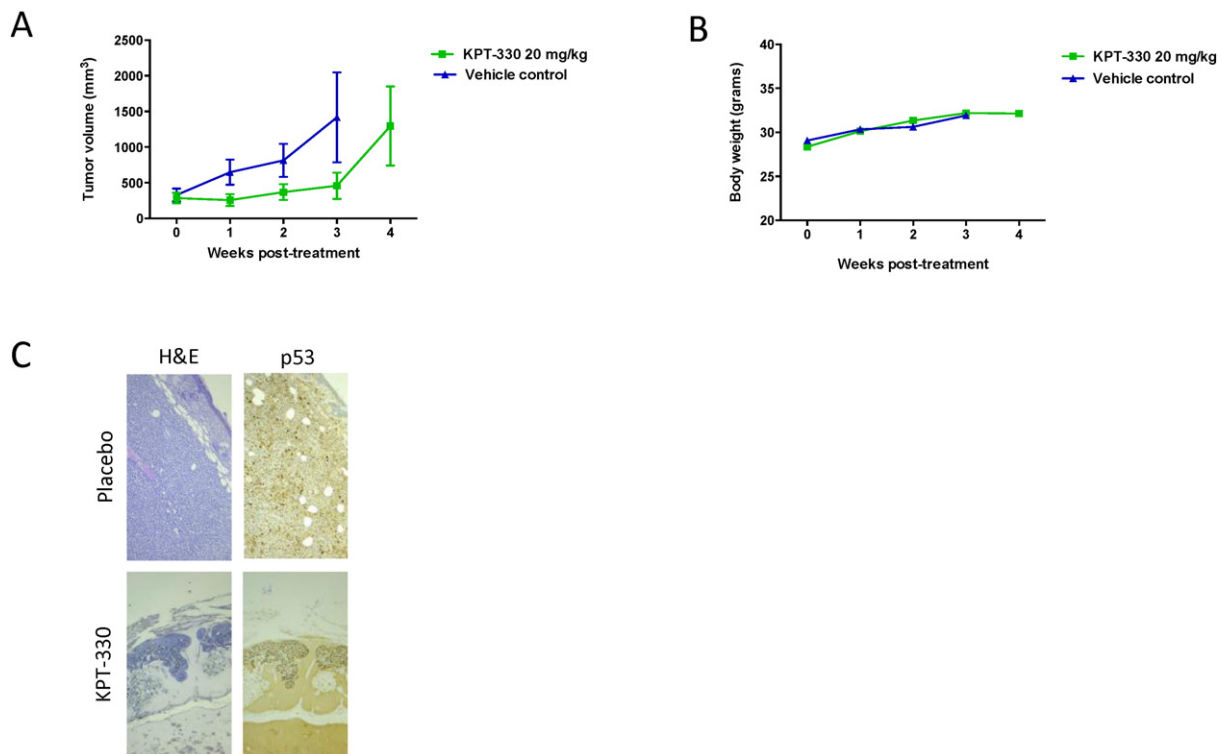 A
2500
2000
1500
1000
500
0
Tumor volume (mm³)
0 1 2 3 4
Weeks post-treatment
KPT-330 20 mg/kg
Vehicle control
B
40
35
30
25
20
Body weight (grams)
0 1 2 3 4
Weeks post-treatment
KPT-330 20 mg/kg
Vehicle control
C
H&E p53
Placebo
KPT-330